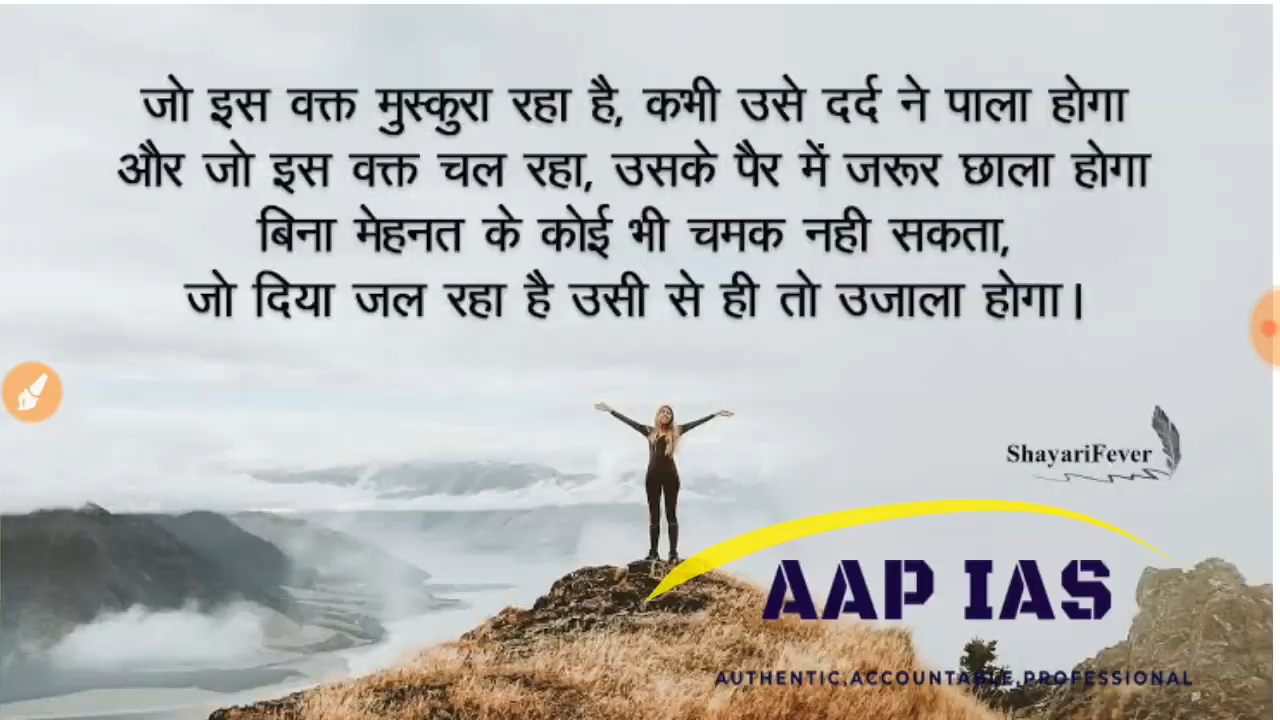 जो इस वक्त मुस्कुरा रहा है, कभी उसे दर्द ने पाला होगा
और जो इस वक्त चल रहा, उसके पैर में जरूर छाला होगा
बिना मेहनत के कोई भी चमक नही सकता,
जो दिया जल रहा है उसी से ही तो उजाला होगा।
ShayariFever
AAP IAS
AUTHENTIC,ACCOUNTABLE,PROFESSIONAL